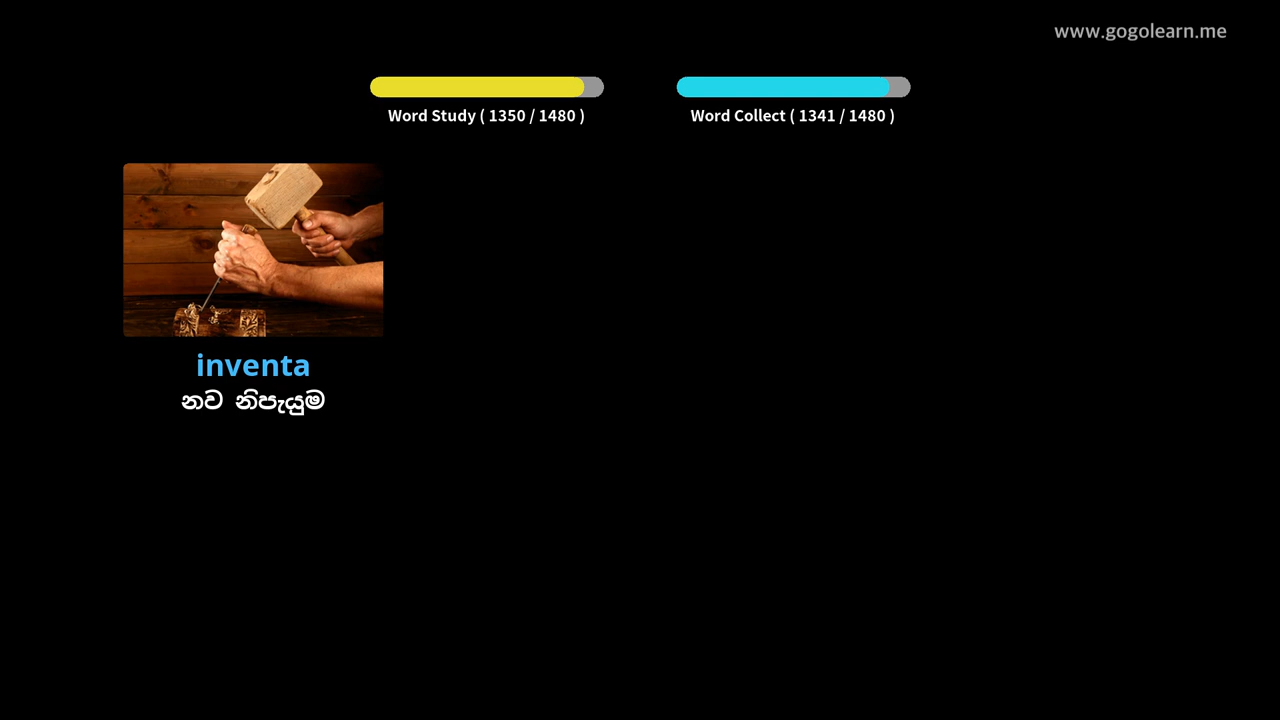 www.gogolearn.me
Word Study ( 1350 / 1480 )
Word Collect ( 1341 / 1480 )
inventa
නව නිපැයුම